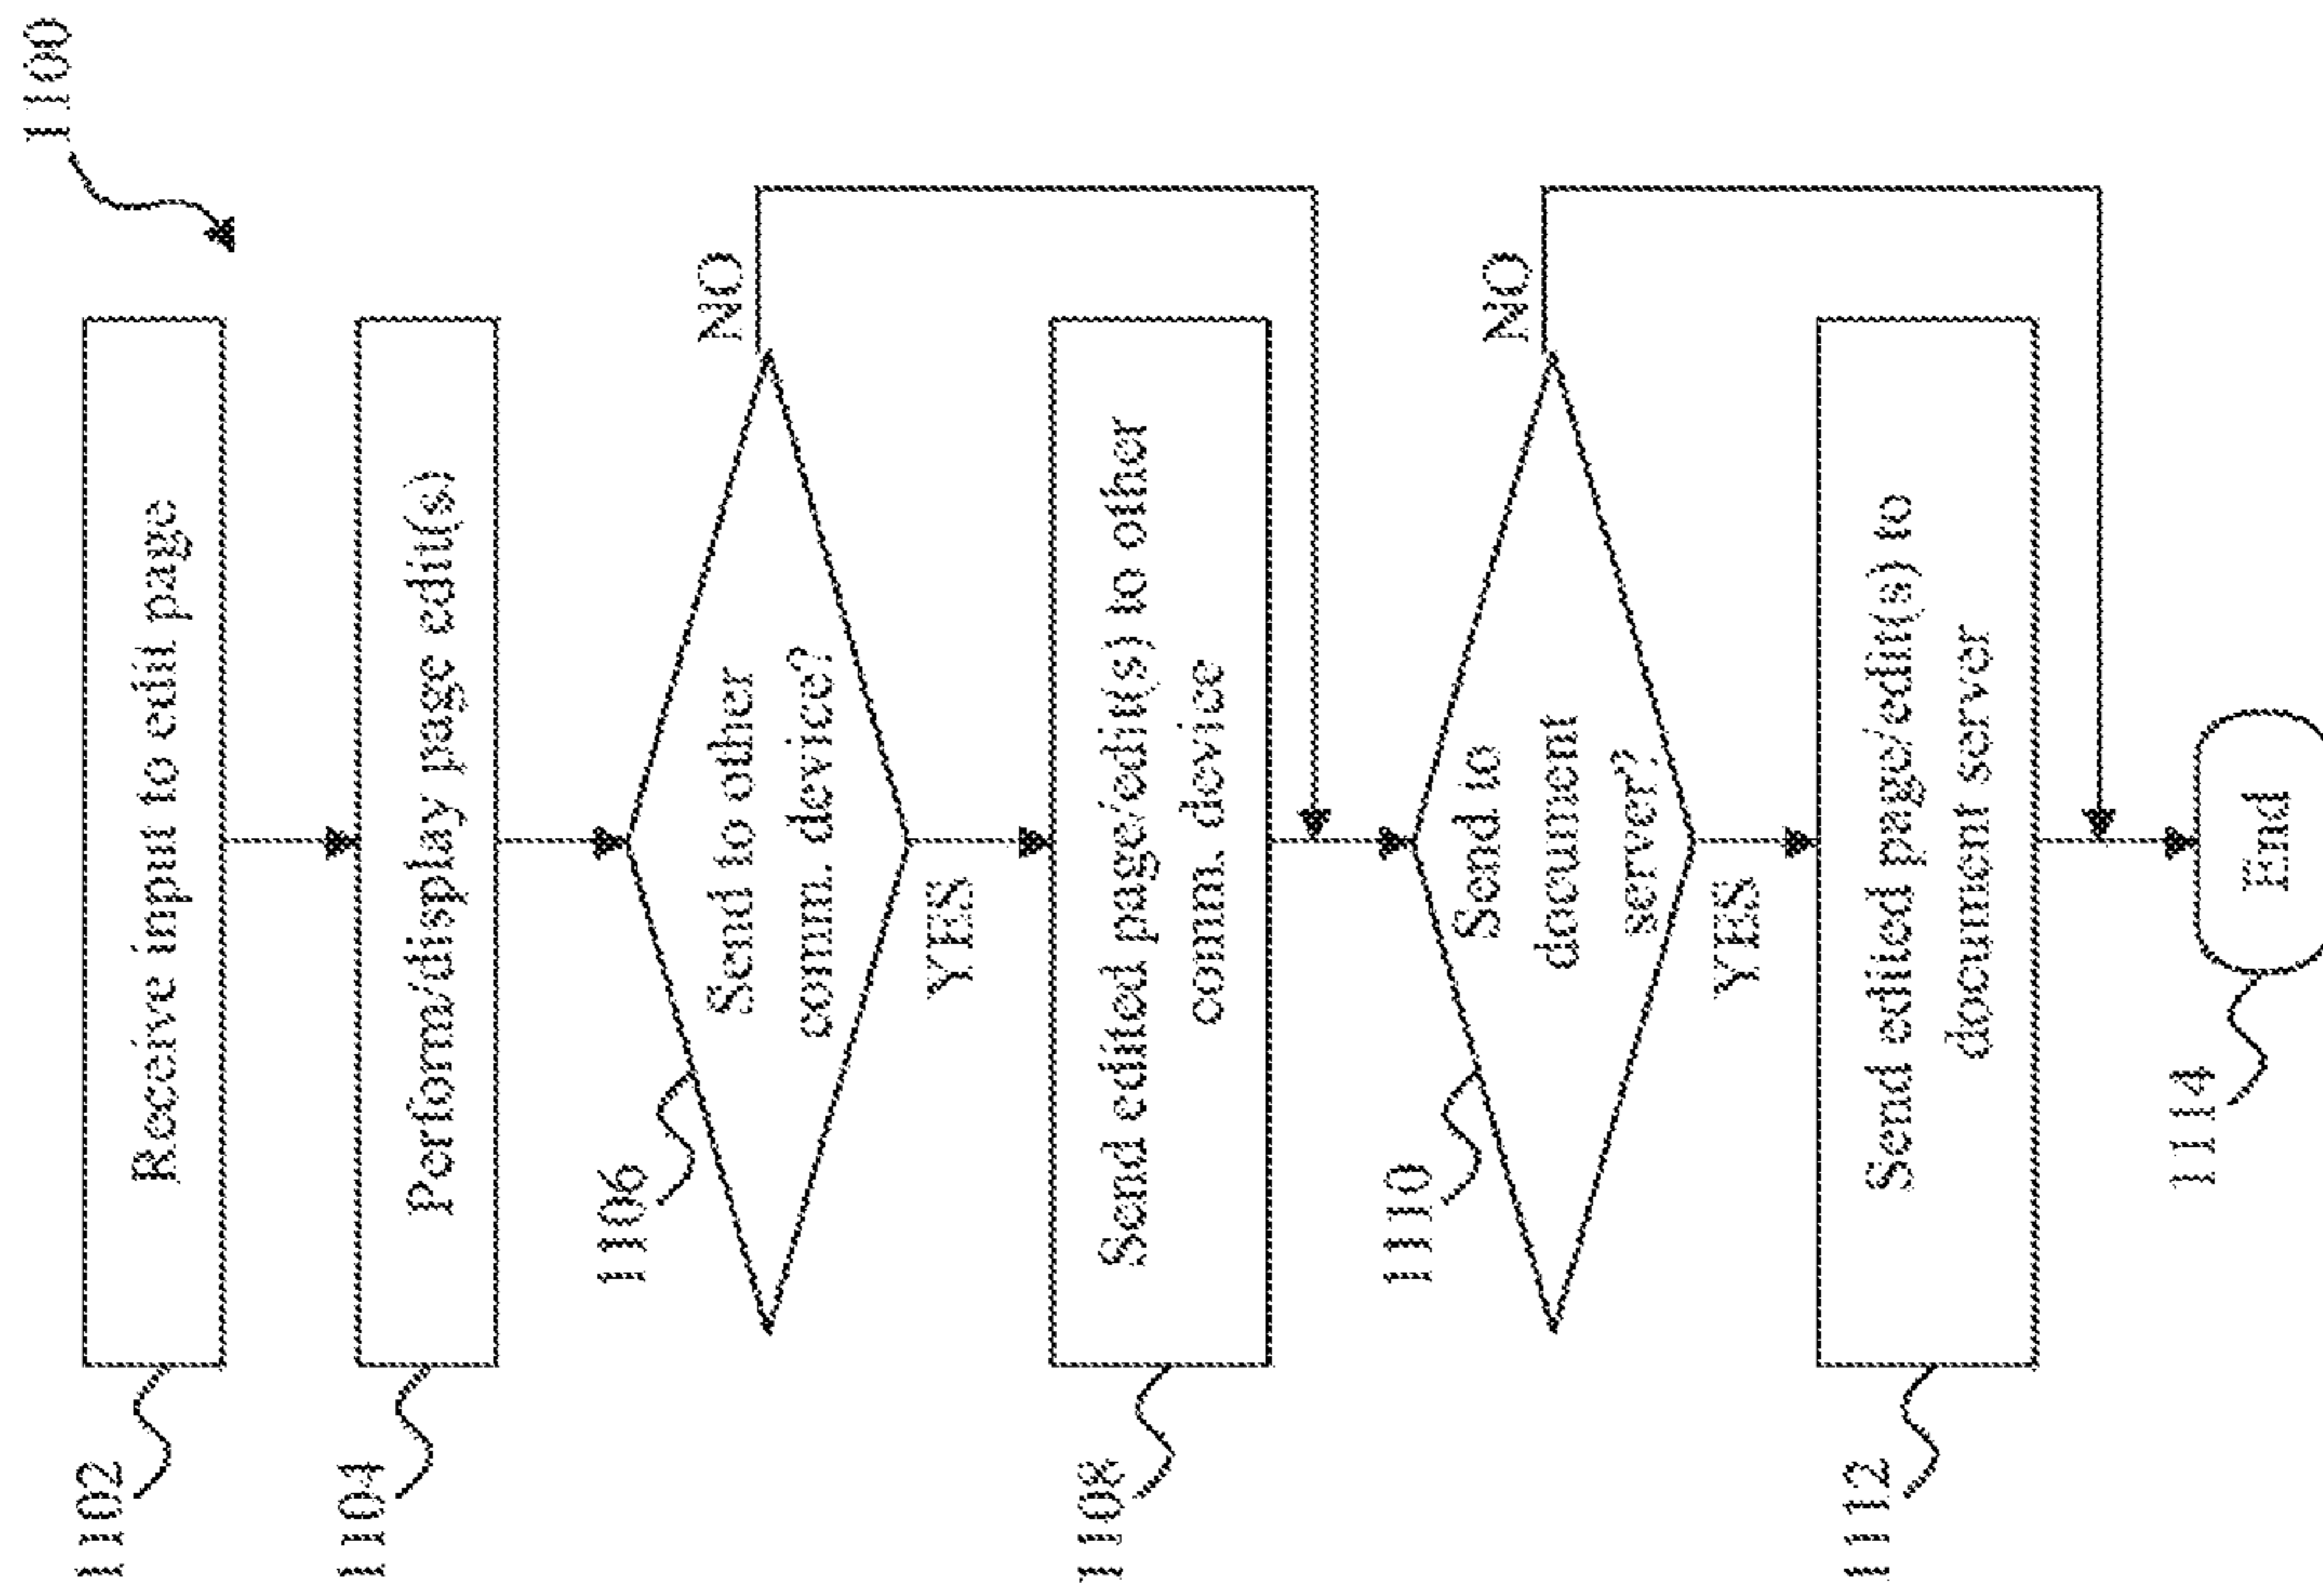 1100
1102
Receive input to edit page
1104
Perform/display page edit(s)
1106
Send to other
comm. device?
NO
YES
1108
Send edited page/edit(s) to other
comm. device
1110
Send to
document
server?
NO
YES
1112
Send edited page/edit(s) to
document server
1114
End